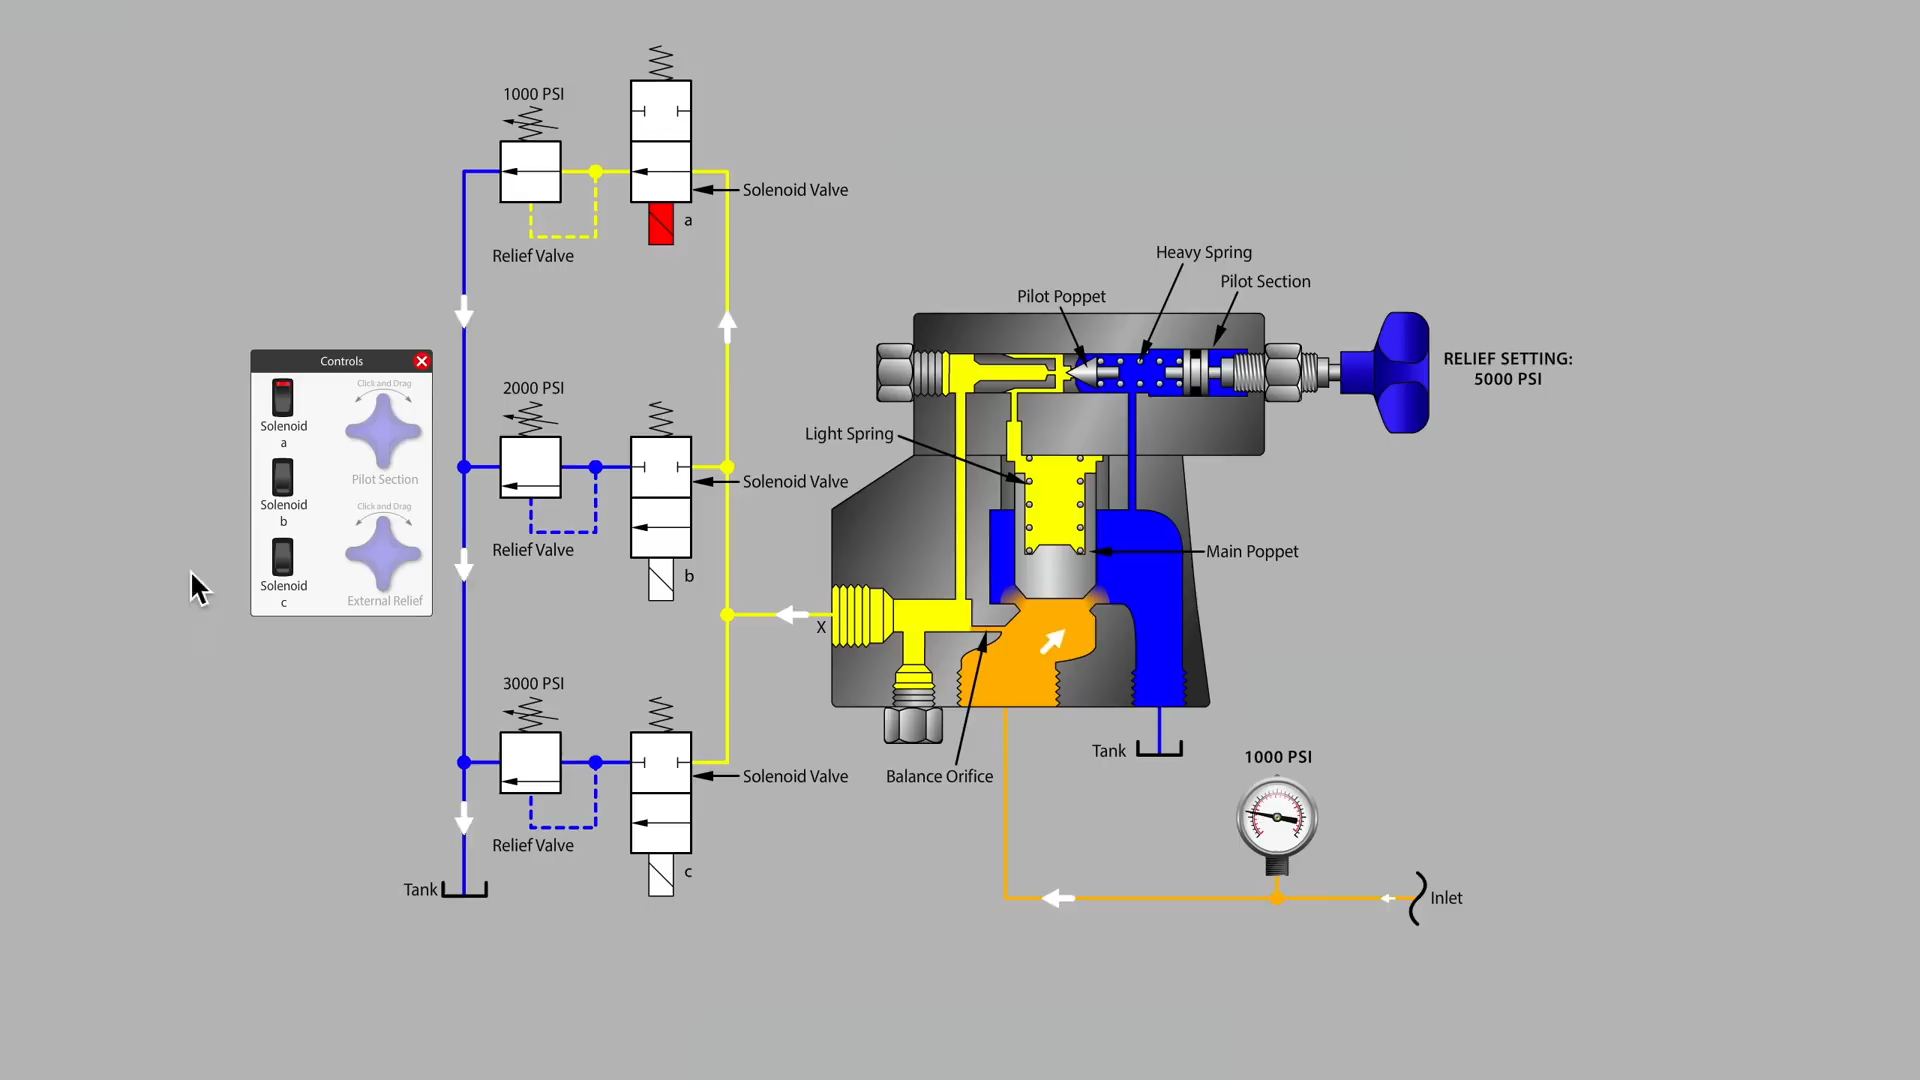 1000 PSI
Solenoid Valve
a
Relief Valve
Heavy Spring
Pilot Section
Pilot Poppet
RELIEF SETTING:
5000 PSI
Controls
Click and Drag
Solenoid
a
Pilot Section
Solenoid
b
Click and Drag
Solenoid
c
External Relief
2000 PSI
Light Spring
Solenoid Valve
Relief Valve
b
Main Poppet
X
3000 PSI
Solenoid Valve
Balance Orifice
Tank
1000 PSI
Relief Valve
c
Tank
Inlet